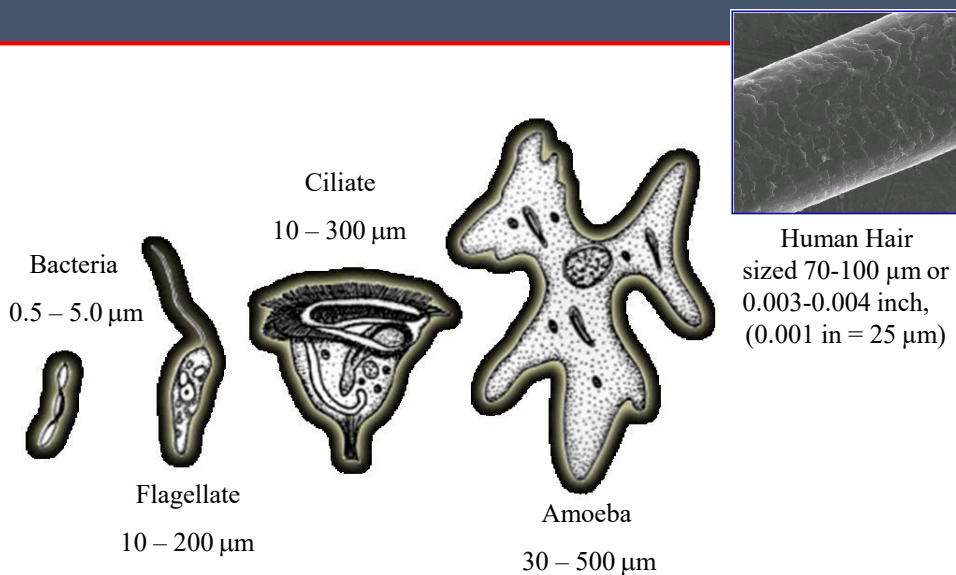 Ciliate
10 – 300 μm
Bacteria
0.5 – 5.0 μm
Flagellate
10 – 200 μm
Amoeba
30 – 500 μm
Human Hair
sized 70-100 μm or
0.003-0.004 inch,
(0.001 in = 25 μm)